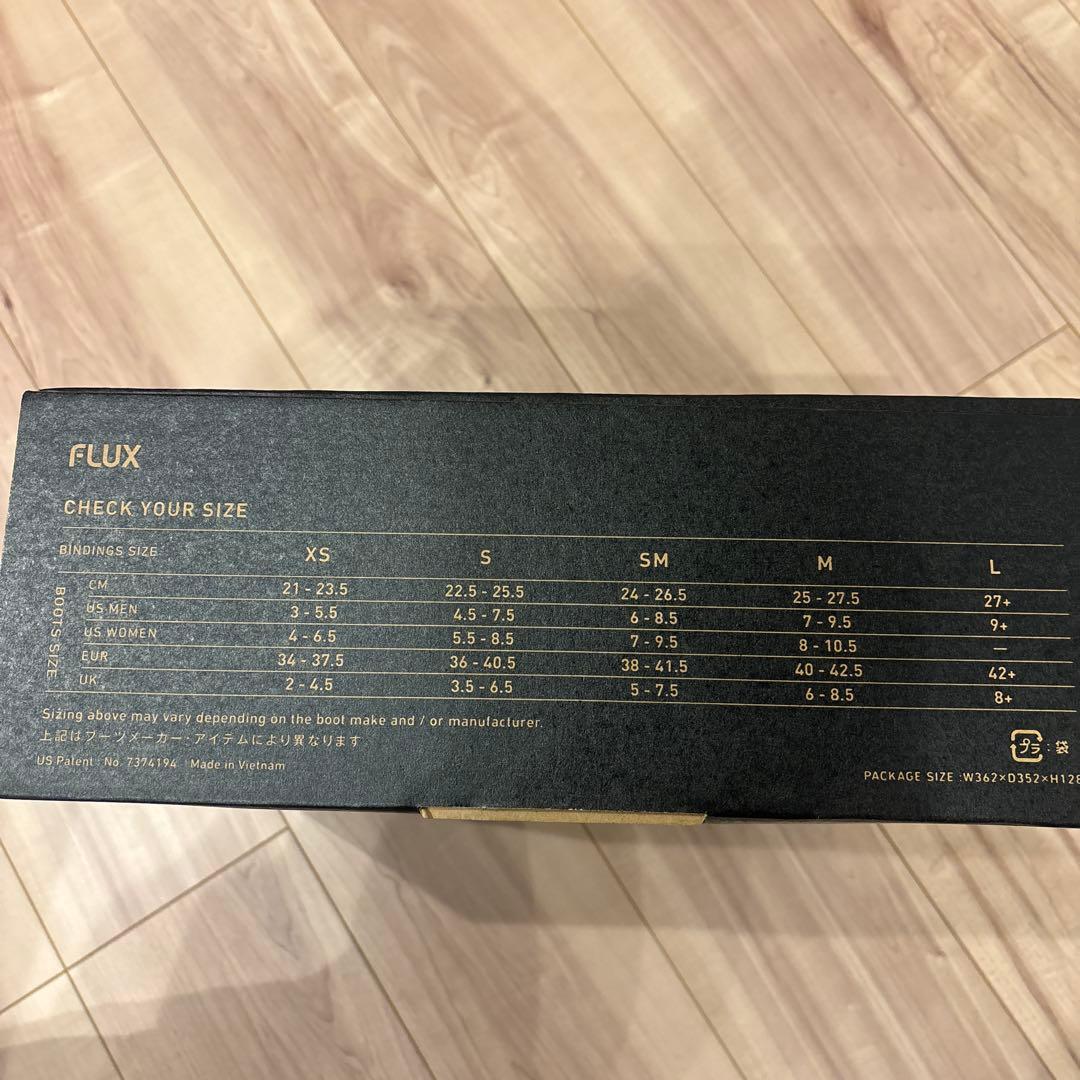 FLUX
CHECK YOUR SIZE
BINDINGS SIZE XS S SM M L
BOOTS SIZE
CM 21 - 23.5 22.5 - 25.5 24 - 26.5 25 - 27.5 27+
US MEN 3 - 5.5 4.5 - 7.5 6 - 8.5 7 - 9.5 9+
US WOMEN 4 - 6.5 5.5 - 8.5 7 - 9.5 8 - 10.5 —
EUR 34 - 37.5 36 - 40.5 38 - 41.5 40 - 42.5 42+
UK 2 - 4.5 3.5 - 6.5 5 - 7.5 6 - 8.5 8+
Sizing above may vary depending on the boot make and / or manufacturer.
上記はブーツメーカー・アイテムにより異なります
US Patent : No. 7374194 Made in Vietnam
プラ : 袋
PACKAGE SIZE :W362×D352×H128